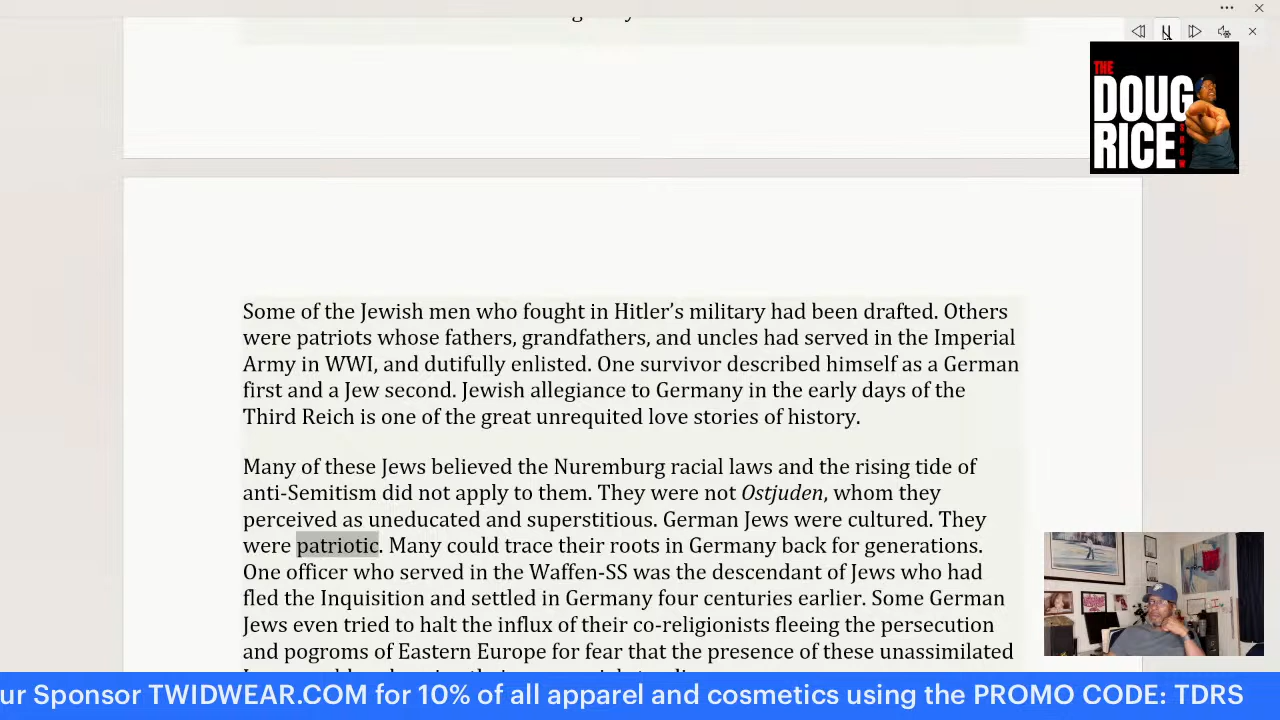 THE
DOUG
RICE
SHOW
Some of the Jewish men who fought in Hitler’s military had been drafted. Others
were patriots whose fathers, grandfathers, and uncles had served in the Imperial
Army in WWI, and dutifully enlisted. One survivor described himself as a German
first and a Jew second. Jewish allegiance to Germany in the early days of the
Third Reich is one of the great unrequited love stories of history.
Many of these Jews believed the Nuremburg racial laws and the rising tide of
anti-Semitism did not apply to them. They were not Ostjuden, whom they
perceived as uneducated and superstitious. German Jews were cultured. They
were patriotic. Many could trace their roots in Germany back for generations.
One officer who served in the Waffen-SS was the descendant of Jews who had
fled the Inquisition and settled in Germany four centuries earlier. Some German
Jews even tried to halt the influx of their co-religionists fleeing the persecution
and pogroms of Eastern Europe for fear that the presence of these unassimilated
ur Sponsor TWIDWEAR.COM for 10% of all apparel and cosmetics using the PROMO CODE: TDRS